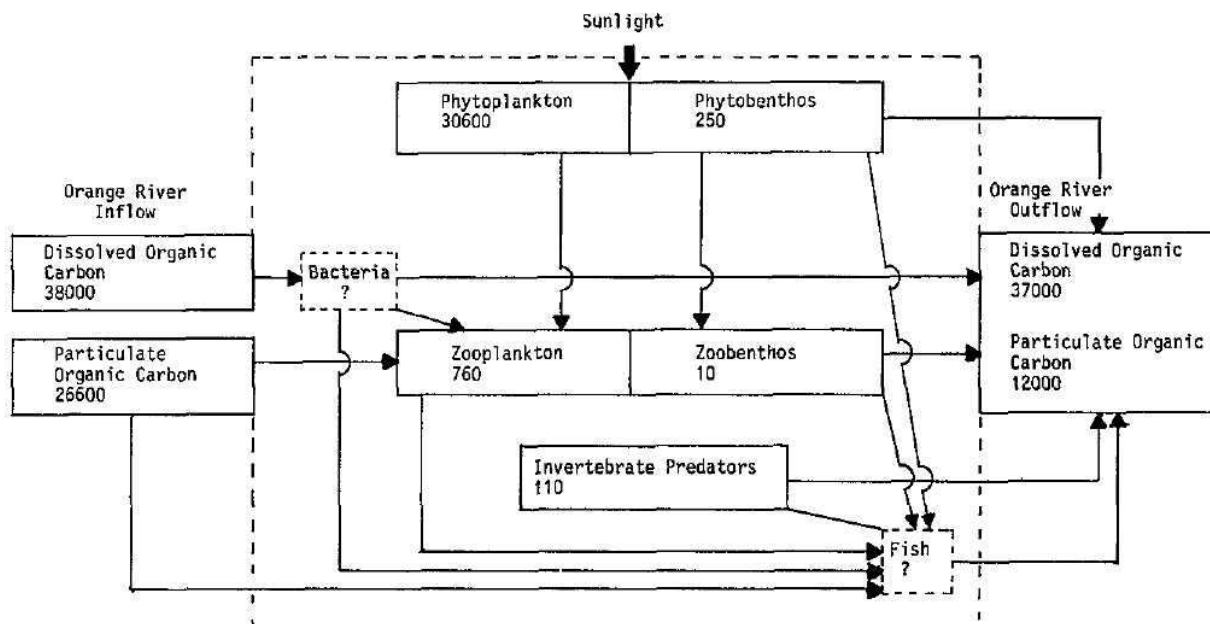 Sunlight
Phytoplankton
30600
Phytobenthos
250
Orange River
Inflow
Orange River
Outflow
Dissolved Organic
Carbon
38000
Bacteria
?
Dissolved Organic
Carbon
37000
Particulate
Organic Carbon
26600
Zooplankton
760
Zoobenthos
10
Particulate Organic
Carbon
12000
Invertebrate Predators
110
Fish
?